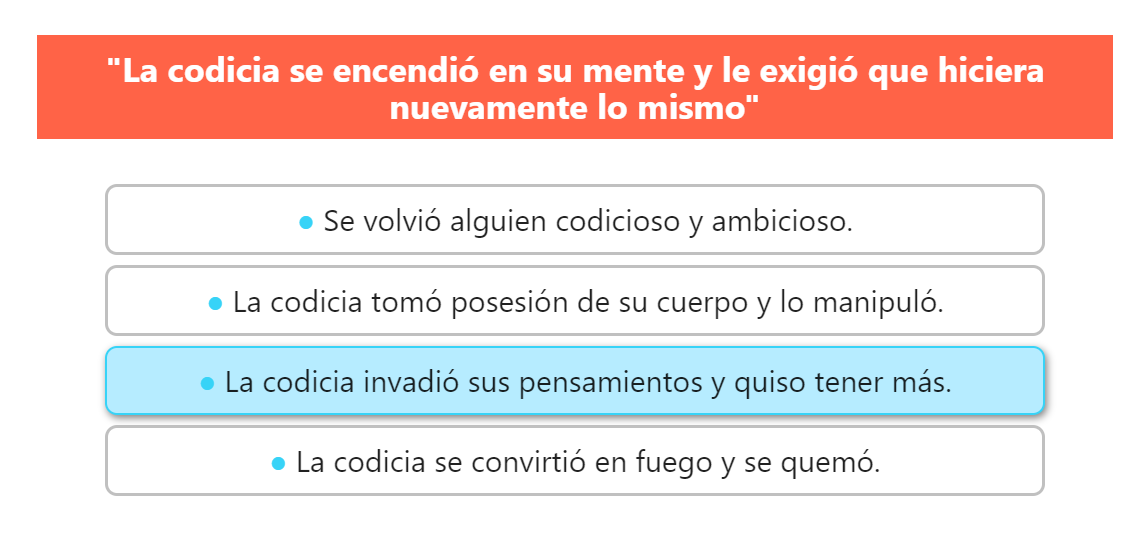 "La codicia se encendió en su mente y le exigió que hiciera
nuevamente lo mismo"
● Se volvió alguien codicioso y ambicioso.
● La codicia tomó posesión de su cuerpo y lo manipuló.
● La codicia invadió sus pensamientos y quiso tener más.
● La codicia se convirtió en fuego y se quemó.